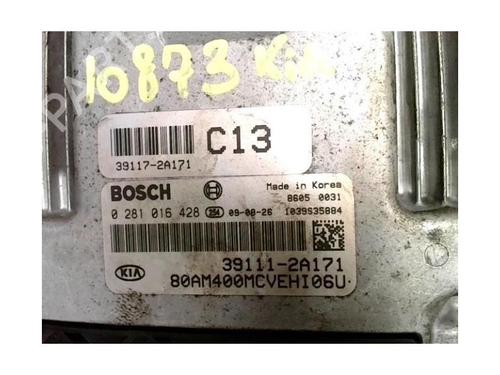 10873 Kia
39117-2A171
C13
BOSCH
Made in Korea
8605 0031
0 281 016 428 254 09-08-26 1039S35884
39111-2A171
KIA
80AM400MCVEHI06U